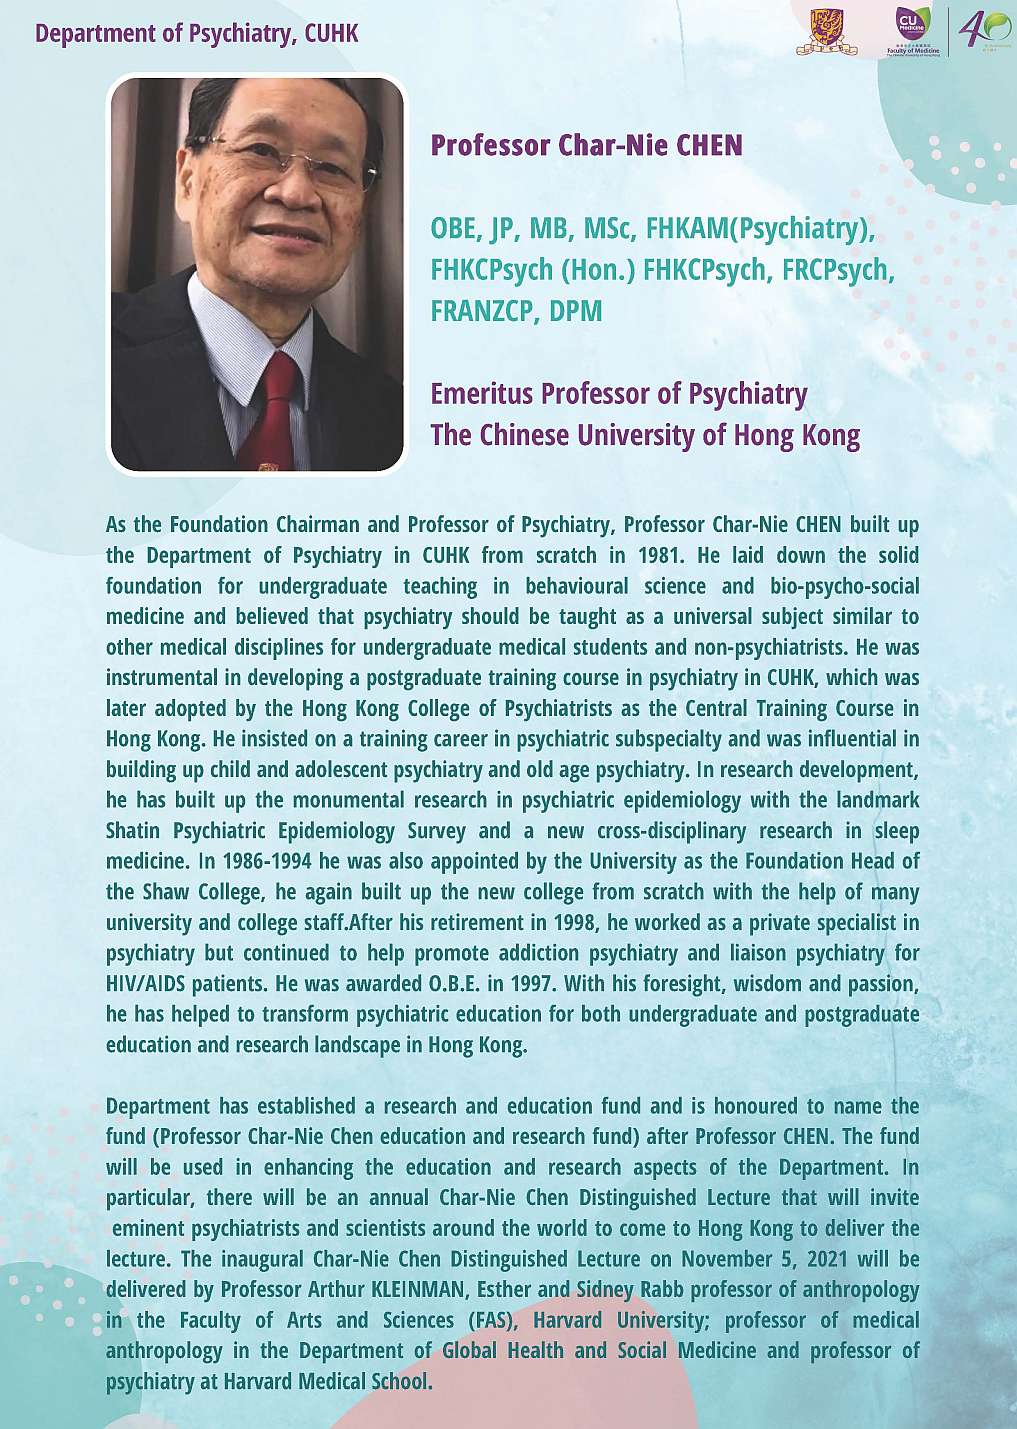 Department of Psychiatry, CUHK
CU
Medicine
Faculty of Medicine
The Chinese University of Hong Kong
40
Professor Char-Nie CHEN
OBE, JP, MB, MSc, FHKAM(Psychiatry),
FHKCPsych (Hon.) FHKCPsych, FRCPsych,
FRANZCP, DPM
Emeritus Professor of Psychiatry
The Chinese University of Hong Kong
As the Foundation Chairman and Professor of Psychiatry, Professor Char-Nie CHEN built up
the Department of Psychiatry in CUHK from scratch in 1981. He laid down the solid
foundation for undergraduate teaching in behavioural science and bio-psycho-social
medicine and believed that psychiatry should be taught as a universal subject similar to
other medical disciplines for undergraduate medical students and non-psychiatrists. He was
instrumental in developing a postgraduate training course in psychiatry in CUHK, which was
later adopted by the Hong Kong College of Psychiatrists as the Central Training Course in
Hong Kong. He insisted on a training career in psychiatric subspecialty and was influential in
building up child and adolescent psychiatry and old age psychiatry. In research development,
he has built up the monumental research in psychiatric epidemiology with the landmark
Shatin Psychiatric Epidemiology Survey and a new cross-disciplinary research in sleep
medicine. In 1986-1994 he was also appointed by the University as the Foundation Head of
the Shaw College, he again built up the new college from scratch with the help of many
university and college staff.After his retirement in 1998, he worked as a private specialist in
psychiatry but continued to help promote addiction psychiatry and liaison psychiatry for
HIV/AIDS patients. He was awarded O.B.E. in 1997. With his foresight, wisdom and passion,
he has helped to transform psychiatric education for both undergraduate and postgraduate
education and research landscape in Hong Kong.
Department has established a research and education fund and is honoured to name the
fund (Professor Char-Nie Chen education and research fund) after Professor CHEN. The fund
will be used in enhancing the education and research aspects of the Department. In
particular, there will be an annual Char-Nie Chen Distinguished Lecture that will invite
eminent psychiatrists and scientists around the world to come to Hong Kong to deliver the
lecture. The inaugural Char-Nie Chen Distinguished Lecture on November 5, 2021 will be
delivered by Professor Arthur KLEINMAN, Esther and Sidney Rabb professor of anthropology
in the Faculty of Arts and Sciences (FAS), Harvard University; professor of medical
anthropology in the Department of Global Health and Social Medicine and professor of
psychiatry at Harvard Medical School.